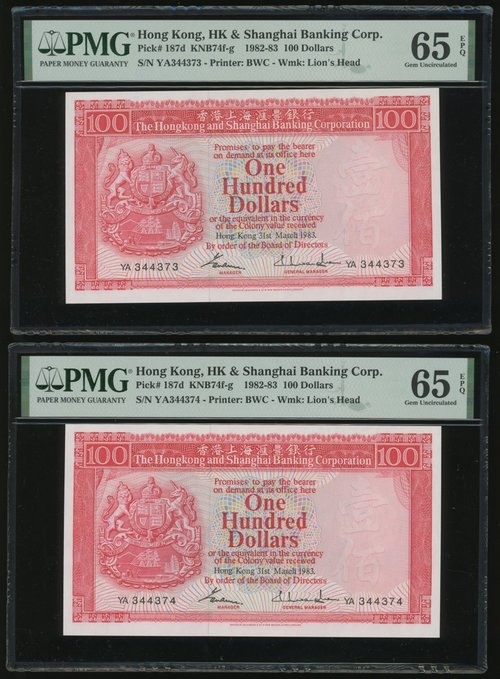 PMG
PAPER MONEY GUARANTY
Hong Kong, HK & Shanghai Banking Corp.
Pick# 187d KNB74f-g 1982-83 100 Dollars
S/N YA344373 - Printer: BWC - Wmk: Lion's Head
65 EPQ
Gem Uncirculated
100
香港上海滙豐銀行
100
The Hongkong and Shanghai Banking Corporation
Promises to pay the bearer
on demand at its office here
One
Hundred
Dollars
or the equivalent in the currency
of the Colony value received
Hong Kong 31st March 1983.
By order of the Board of Directors
YA 344373
MANAGER
GENERAL MANAGER
YA 344373
壹佰
PMG
PAPER MONEY GUARANTY
Hong Kong, HK & Shanghai Banking Corp.
Pick# 187d KNB74f-g 1982-83 100 Dollars
S/N YA344374 - Printer: BWC - Wmk: Lion's Head
65 EPQ
Gem Uncirculated
100
香港上海滙豐銀行
100
The Hongkong and Shanghai Banking Corporation
Promises to pay the bearer
on demand at its office here
One
Hundred
Dollars
or the equivalent in the currency
of the Colony value received
Hong Kong 31st March 1983.
By order of the Board of Directors
YA 344374
MANAGER
GENERAL MANAGER
YA 344374
壹佰